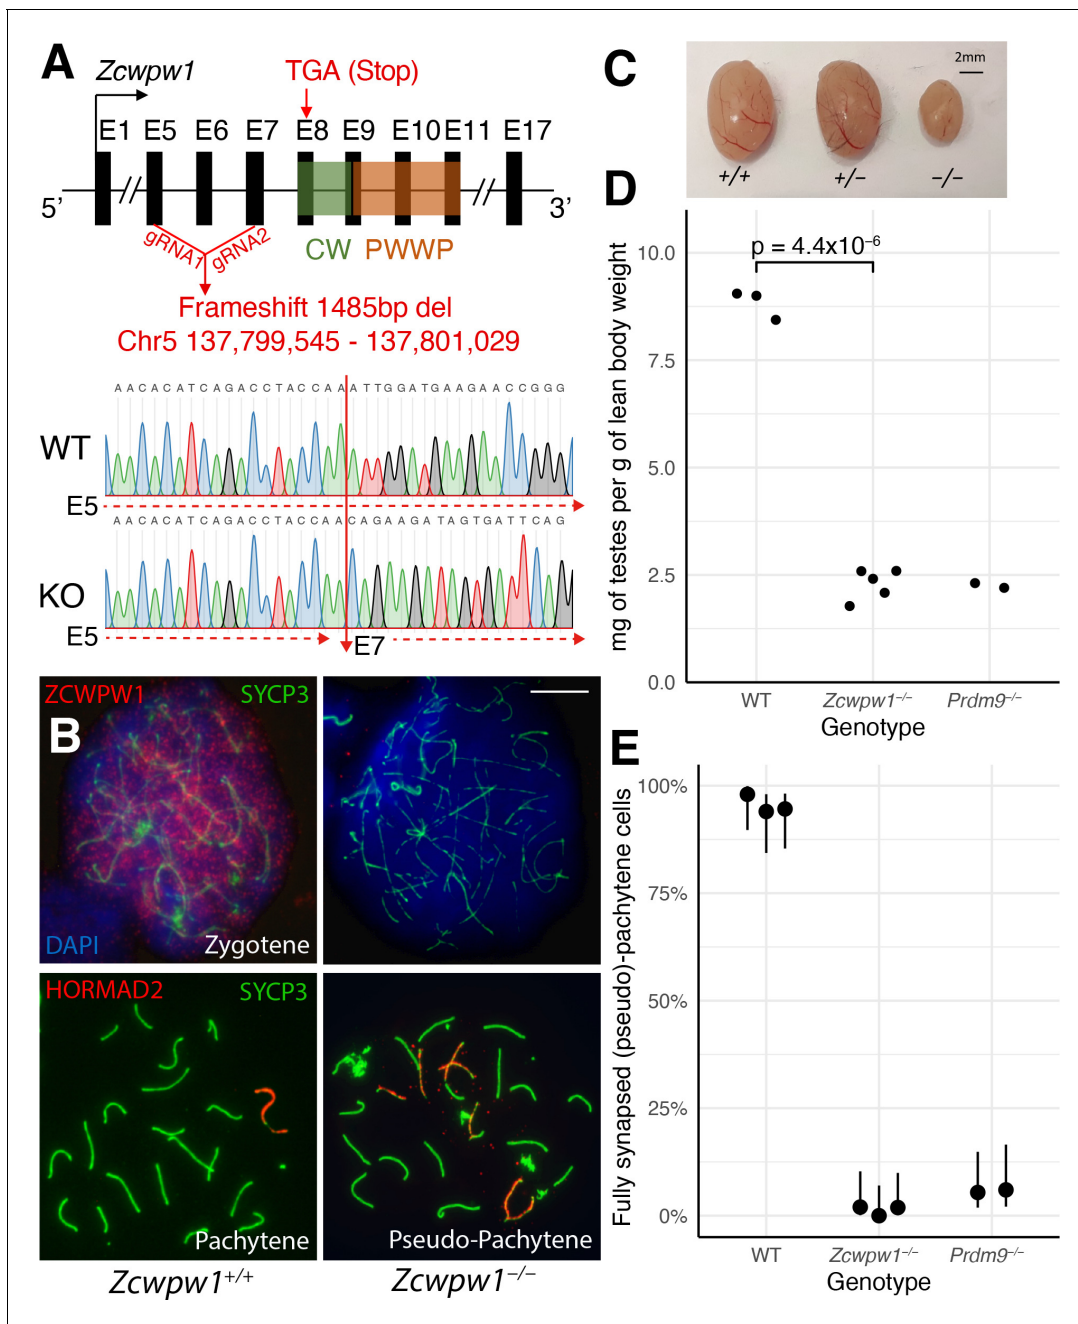 A
Zcwpw1
TGA (Stop)
E1 E5 E6 E7 E8 E9 E10 E11 E17
5’ 3’
gRNA1 gRNA2
CW PWWP
Frameshift 1485bp del
Chr5 137,799,545 - 137,801,029
A A C A C A T C A G A C C T A C C A A A T T G G A T G A A G A A C C G G G
WT
E5
A A C A C A T C A G A C C T A C C A A C A G A A G A T A G T G A T T C A G
KO
E5 E7
B
ZCWPW1 SYCP3
DAPI Zygotene
HORMAD2 SYCP3
Pachytene
Pseudo-Pachytene
Zcwpw1+/+
Zcwpw1−/−
C
2mm
+/+ +/− −/−
D
mg of testes per g of lean body weight
p = 4.4x10−6
10.0
7.5
5.0
2.5
0.0
WT Zcwpw1−/− Prdm9−/−
Genotype
E
Fully synapsed (pseudo)-pachytene cells
100%
75%
50%
25%
0%
WT Zcwpw1−/− Prdm9−/−
Genotype